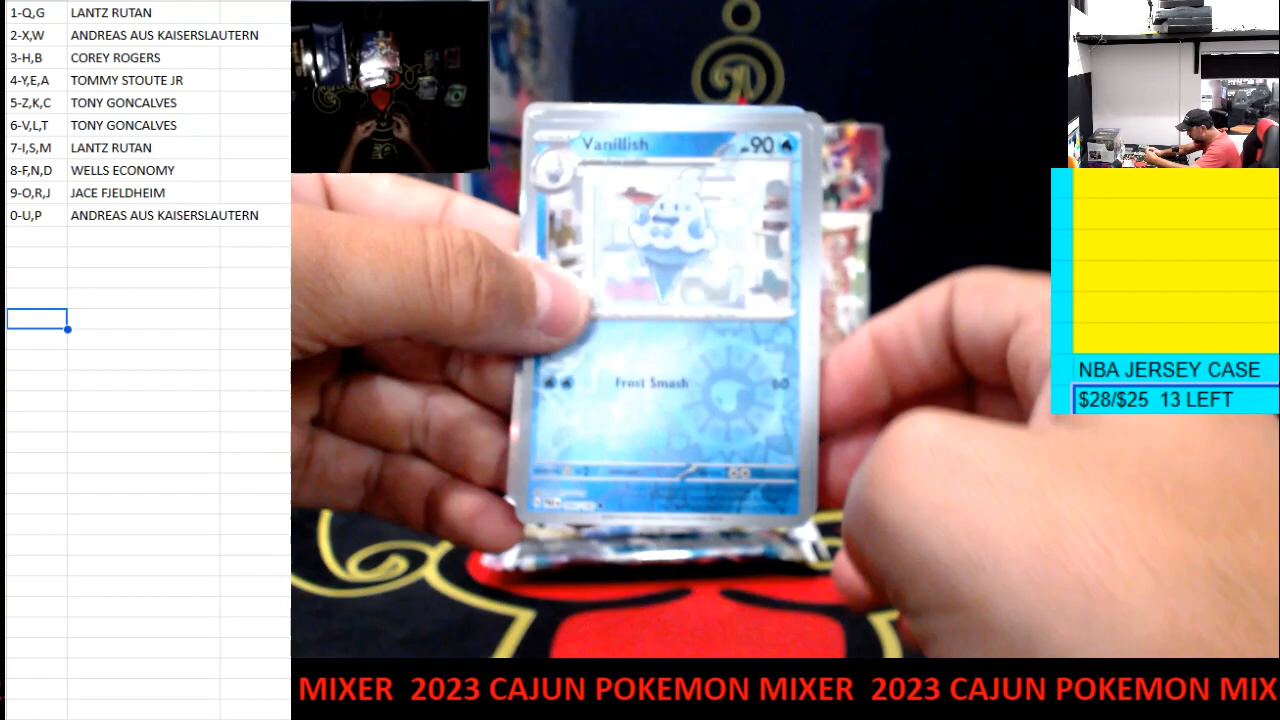 1-Q,G LANTZ RUTAN
2-X,W ANDREAS AUS KAISERSLAUTERN
3-H,B COREY ROGERS
4-Y,E,A TOMMY STOUTE JR
5-Z,K,C TONY GONCALVES
6-V,L,T TONY GONCALVES
7-I,S,M LANTZ RUTAN
8-F,N,D WELLS ECONOMY
9-O,R,J JACE FJELDHEIM
0-U,P ANDREAS AUS KAISERSLAUTERN
Vanillish 90
Frost Smash 60
NBA JERSEY CASE
$28/$25 13 LEFT
MIXER 2023 CAJUN POKEMON MIXER 2023 CAJUN POKEMON MIX